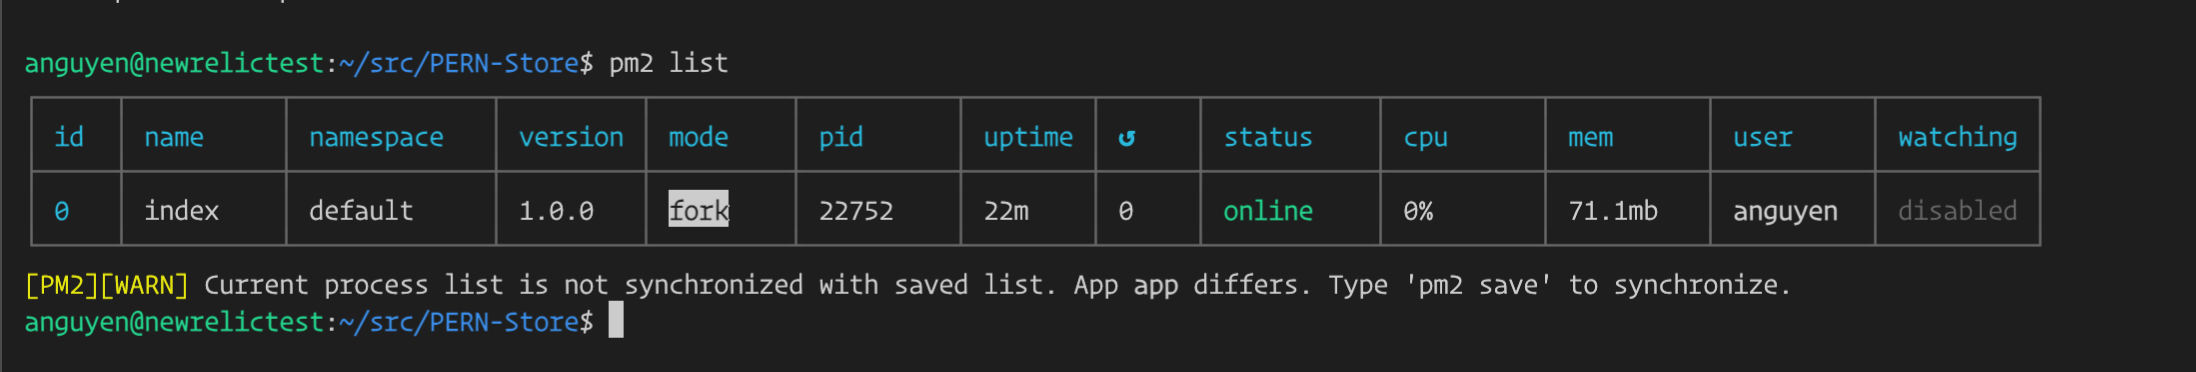 anguyen@newrelictest:~/src/PERN-Store$ pm2 list
id name namespace version mode pid uptime ↺ status cpu mem user watching
0 index default 1.0.0 fork 22752 22m 0 online 0% 71.1mb anguyen disabled
[PM2][WARN] Current process list is not synchronized with saved list. App app differs. Type 'pm2 save' to synchronize.
anguyen@newrelictest:~/src/PERN-Store$